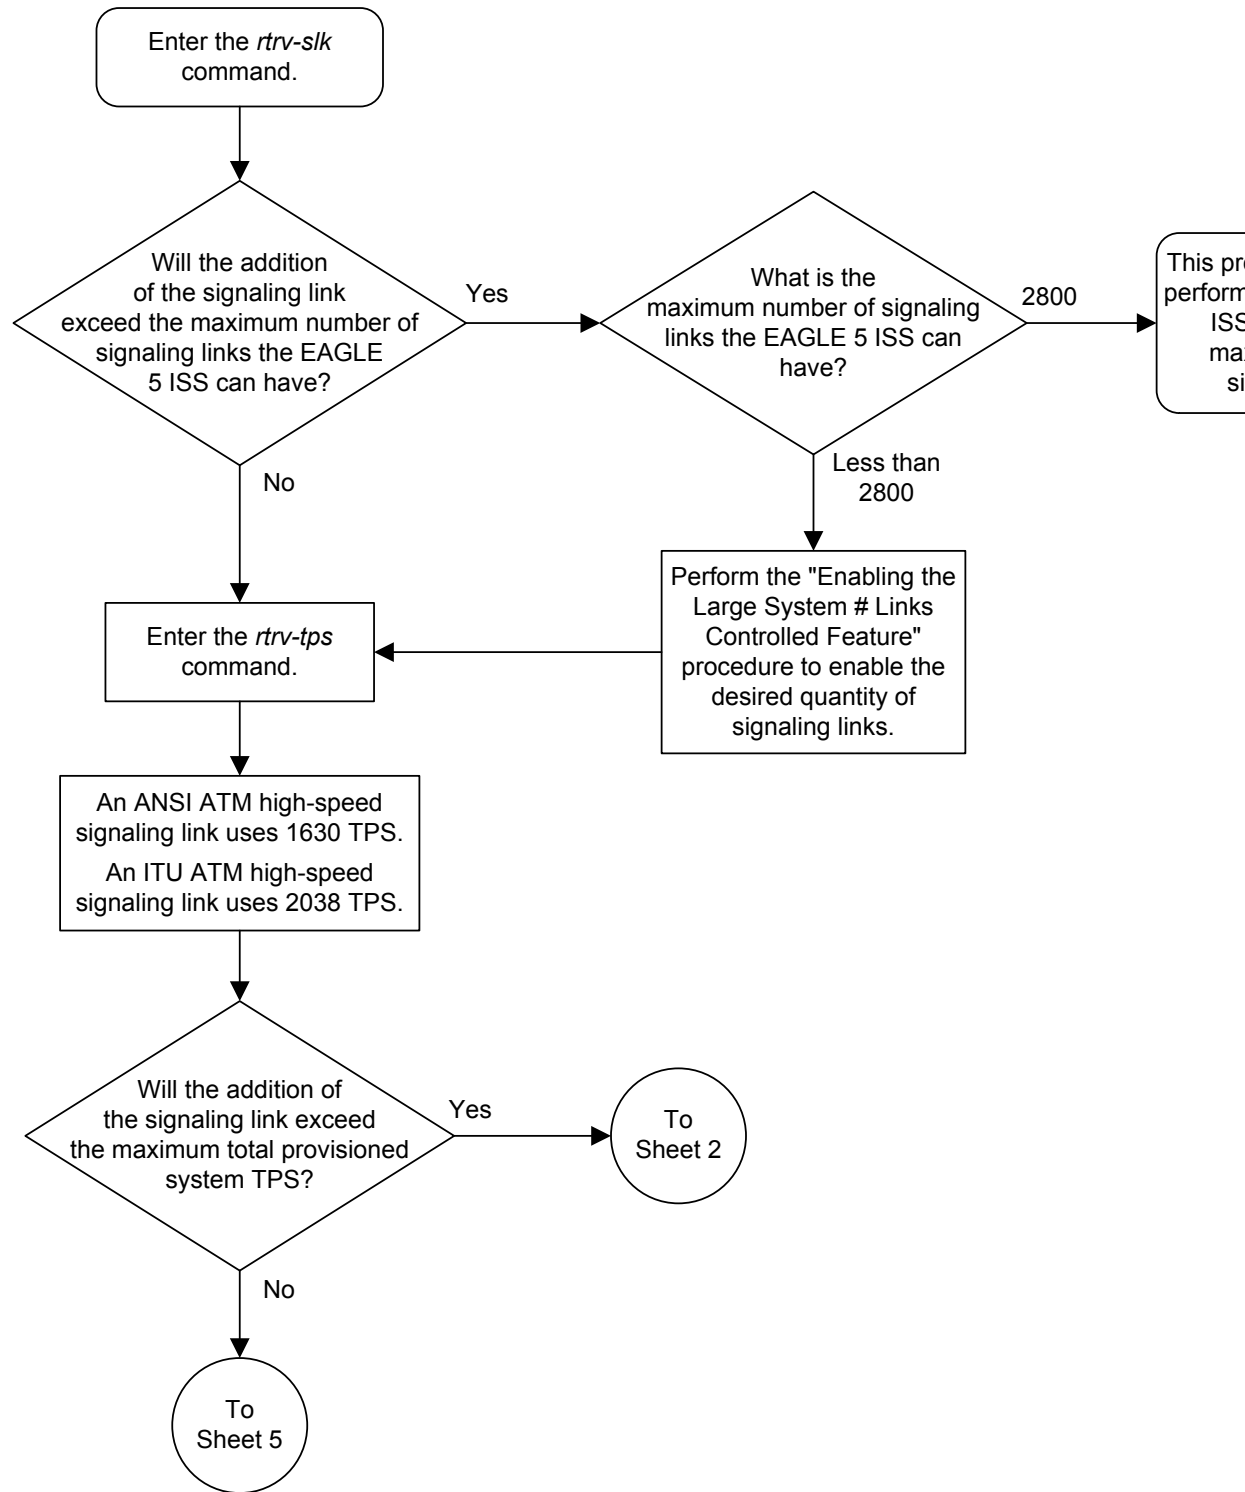 Enter the rtrv-slk
command.
Will the addition
of the signaling link
exceed the maximum number of
signaling links the EAGLE
5 ISS can have?
Yes
What is the
maximum number of signaling
links the EAGLE 5 ISS can
have?
2800
This
perform
ISS
No
Less than
2800
Perform the "Enabling the
Large System # Links
Controlled Feature"
procedure to enable the
desired quantity of
signaling links.
Enter the rtrv-tps
command.
An ANSI ATM high-speed
signaling link uses 1630 TPS.
An ITU ATM high-speed
signaling link uses 2038 TPS.
Will the addition of
the signaling link exceed
the maximum total provisioned
system TPS?
Yes
To
Sheet 2
No
To
Sheet 5